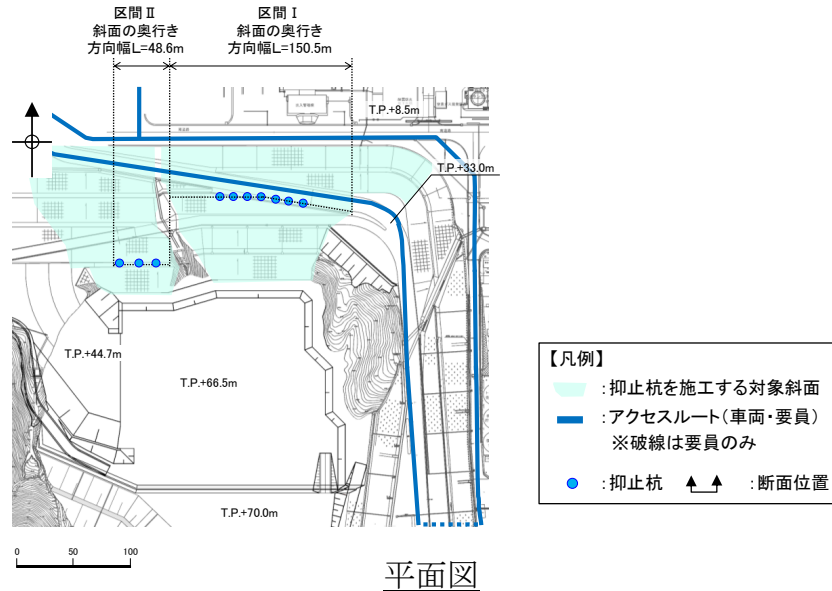 区間Ⅱ
斜面の奥行き
方向幅L=48.6m
区間Ⅰ
斜面の奥行き
方向幅L=150.5m
T.P.+8.5m
T.P.+33.0m
T.P.+44.7m
T.P.+66.5m
T.P.+70.0m
【凡例】
:抑止杭を施工する対象斜面
:アクセスルート(車両・要員)
※破線は要員のみ
:抑止杭
:断面位置
0 50 100
平面図